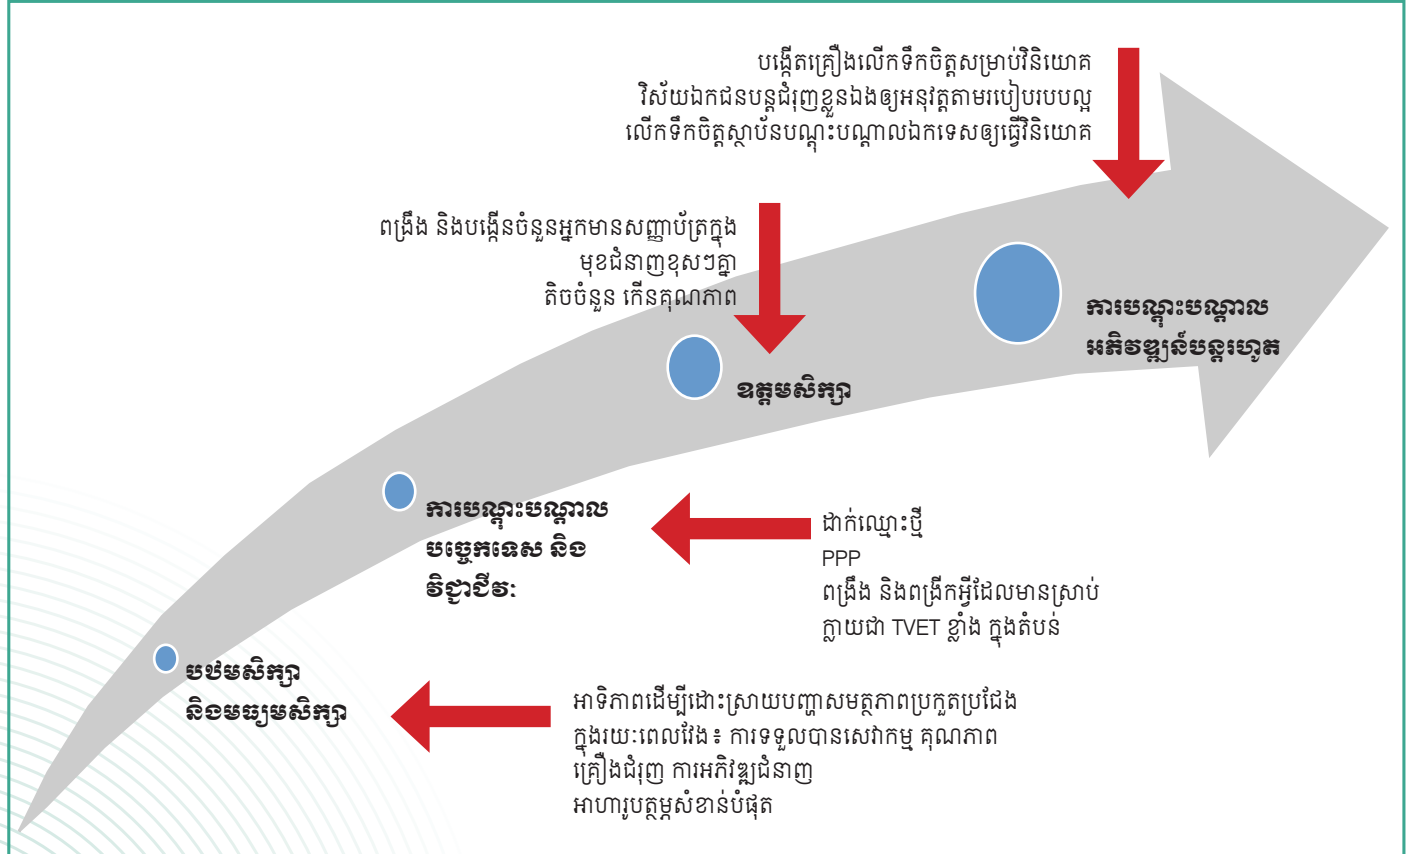 បង្កើតគ្រឿងលើកទឹកចិត្តសម្រាប់វិនិយោគ
វិស័យឯកជនបន្តជំរុញខ្លួនឯងឲ្យអនុវត្តតាមរបៀបរបបល្អ
លើកទឹកចិត្តស្ថាប័នបណ្តុះបណ្តាលឯកទេសឲ្យធ្វើវិនិយោគ
ពង្រឹង និងបង្កើនចំនួនអ្នកមានសញ្ញាប័ត្រក្នុង
មុខជំនាញខុសៗគ្នា
តិចចំនួន កើនគុណភាព
ការបណ្តុះបណ្តាល
អភិវឌ្ឍន៍បន្តរហូត
ឧត្តមសិក្សា
ការបណ្តុះបណ្តាល
បច្ចេកទេស និង
វិជ្ជាជីវៈ
ដាក់ឈ្មោះថ្មី
PPP
ពង្រឹង និងពង្រីកអ្វីដែលមានស្រាប់
ក្លាយជា TVET ខ្លាំង ក្នុងតំបន់
បឋមសិក្សា
និងមធ្យមសិក្សា
អាទិភាពដើម្បីដោះស្រាយបញ្ហាសមត្ថភាពប្រកួតប្រជែង
ក្នុងរយៈពេលវែង៖ ការទទួលបានសេវាកម្ម គុណភាព
គ្រឿងជំរុញ ការអភិវឌ្ឍជំនាញ
អាហារូបត្ថម្ភសំខាន់បំផុត